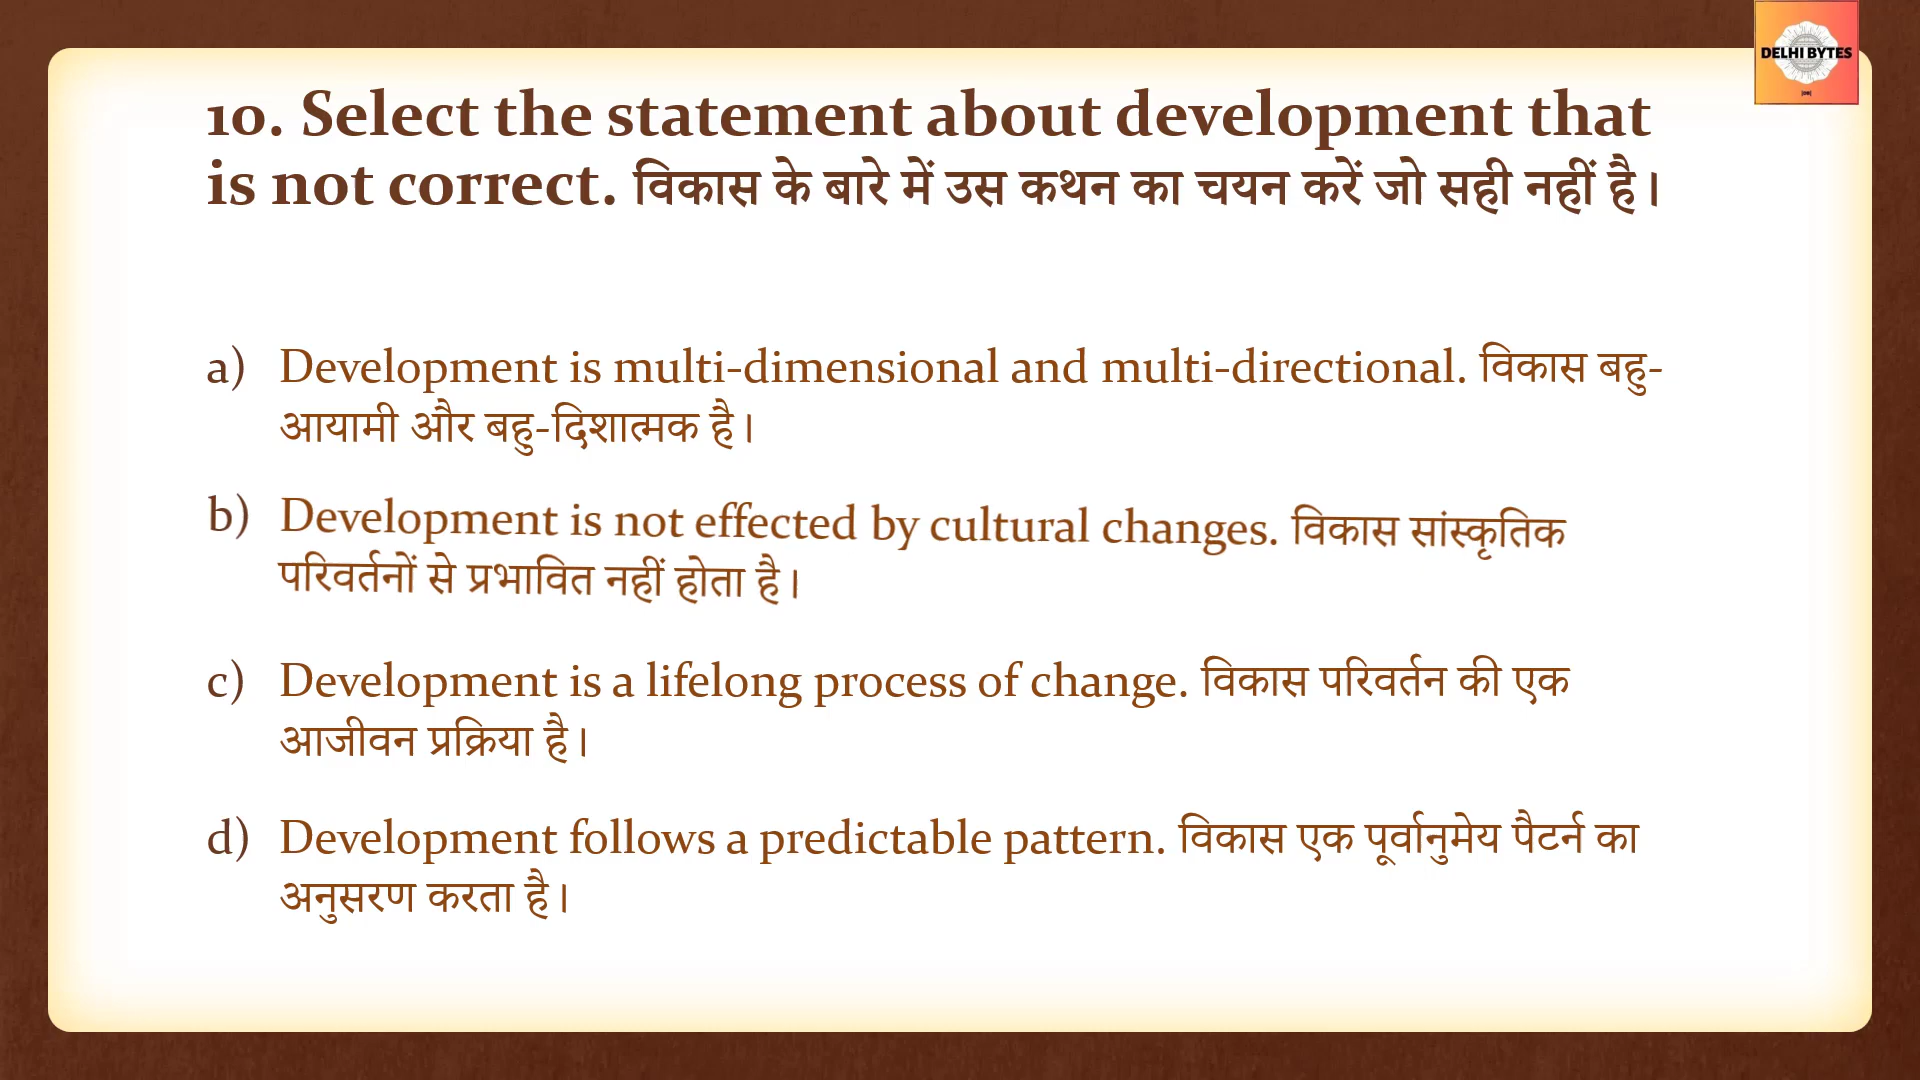 DELHI BYTES
10. Select the statement about development that
is not correct. विकास के बारे में उस कथन का चयन करें जो सही नहीं है।
a) Development is multi-dimensional and multi-directional. विकास बहु-
आयामी और बहु-दिशात्मक है।
b) Development is not effected by cultural changes. विकास सांस्कृतिक
परिवर्तनों से प्रभावित नहीं होता है।
c) Development is a lifelong process of change. विकास परिवर्तन की एक
आजीवन प्रक्रिया है।
d) Development follows a predictable pattern. विकास एक पूर्वानुमेय पैटर्न का
अनुसरण करता है।